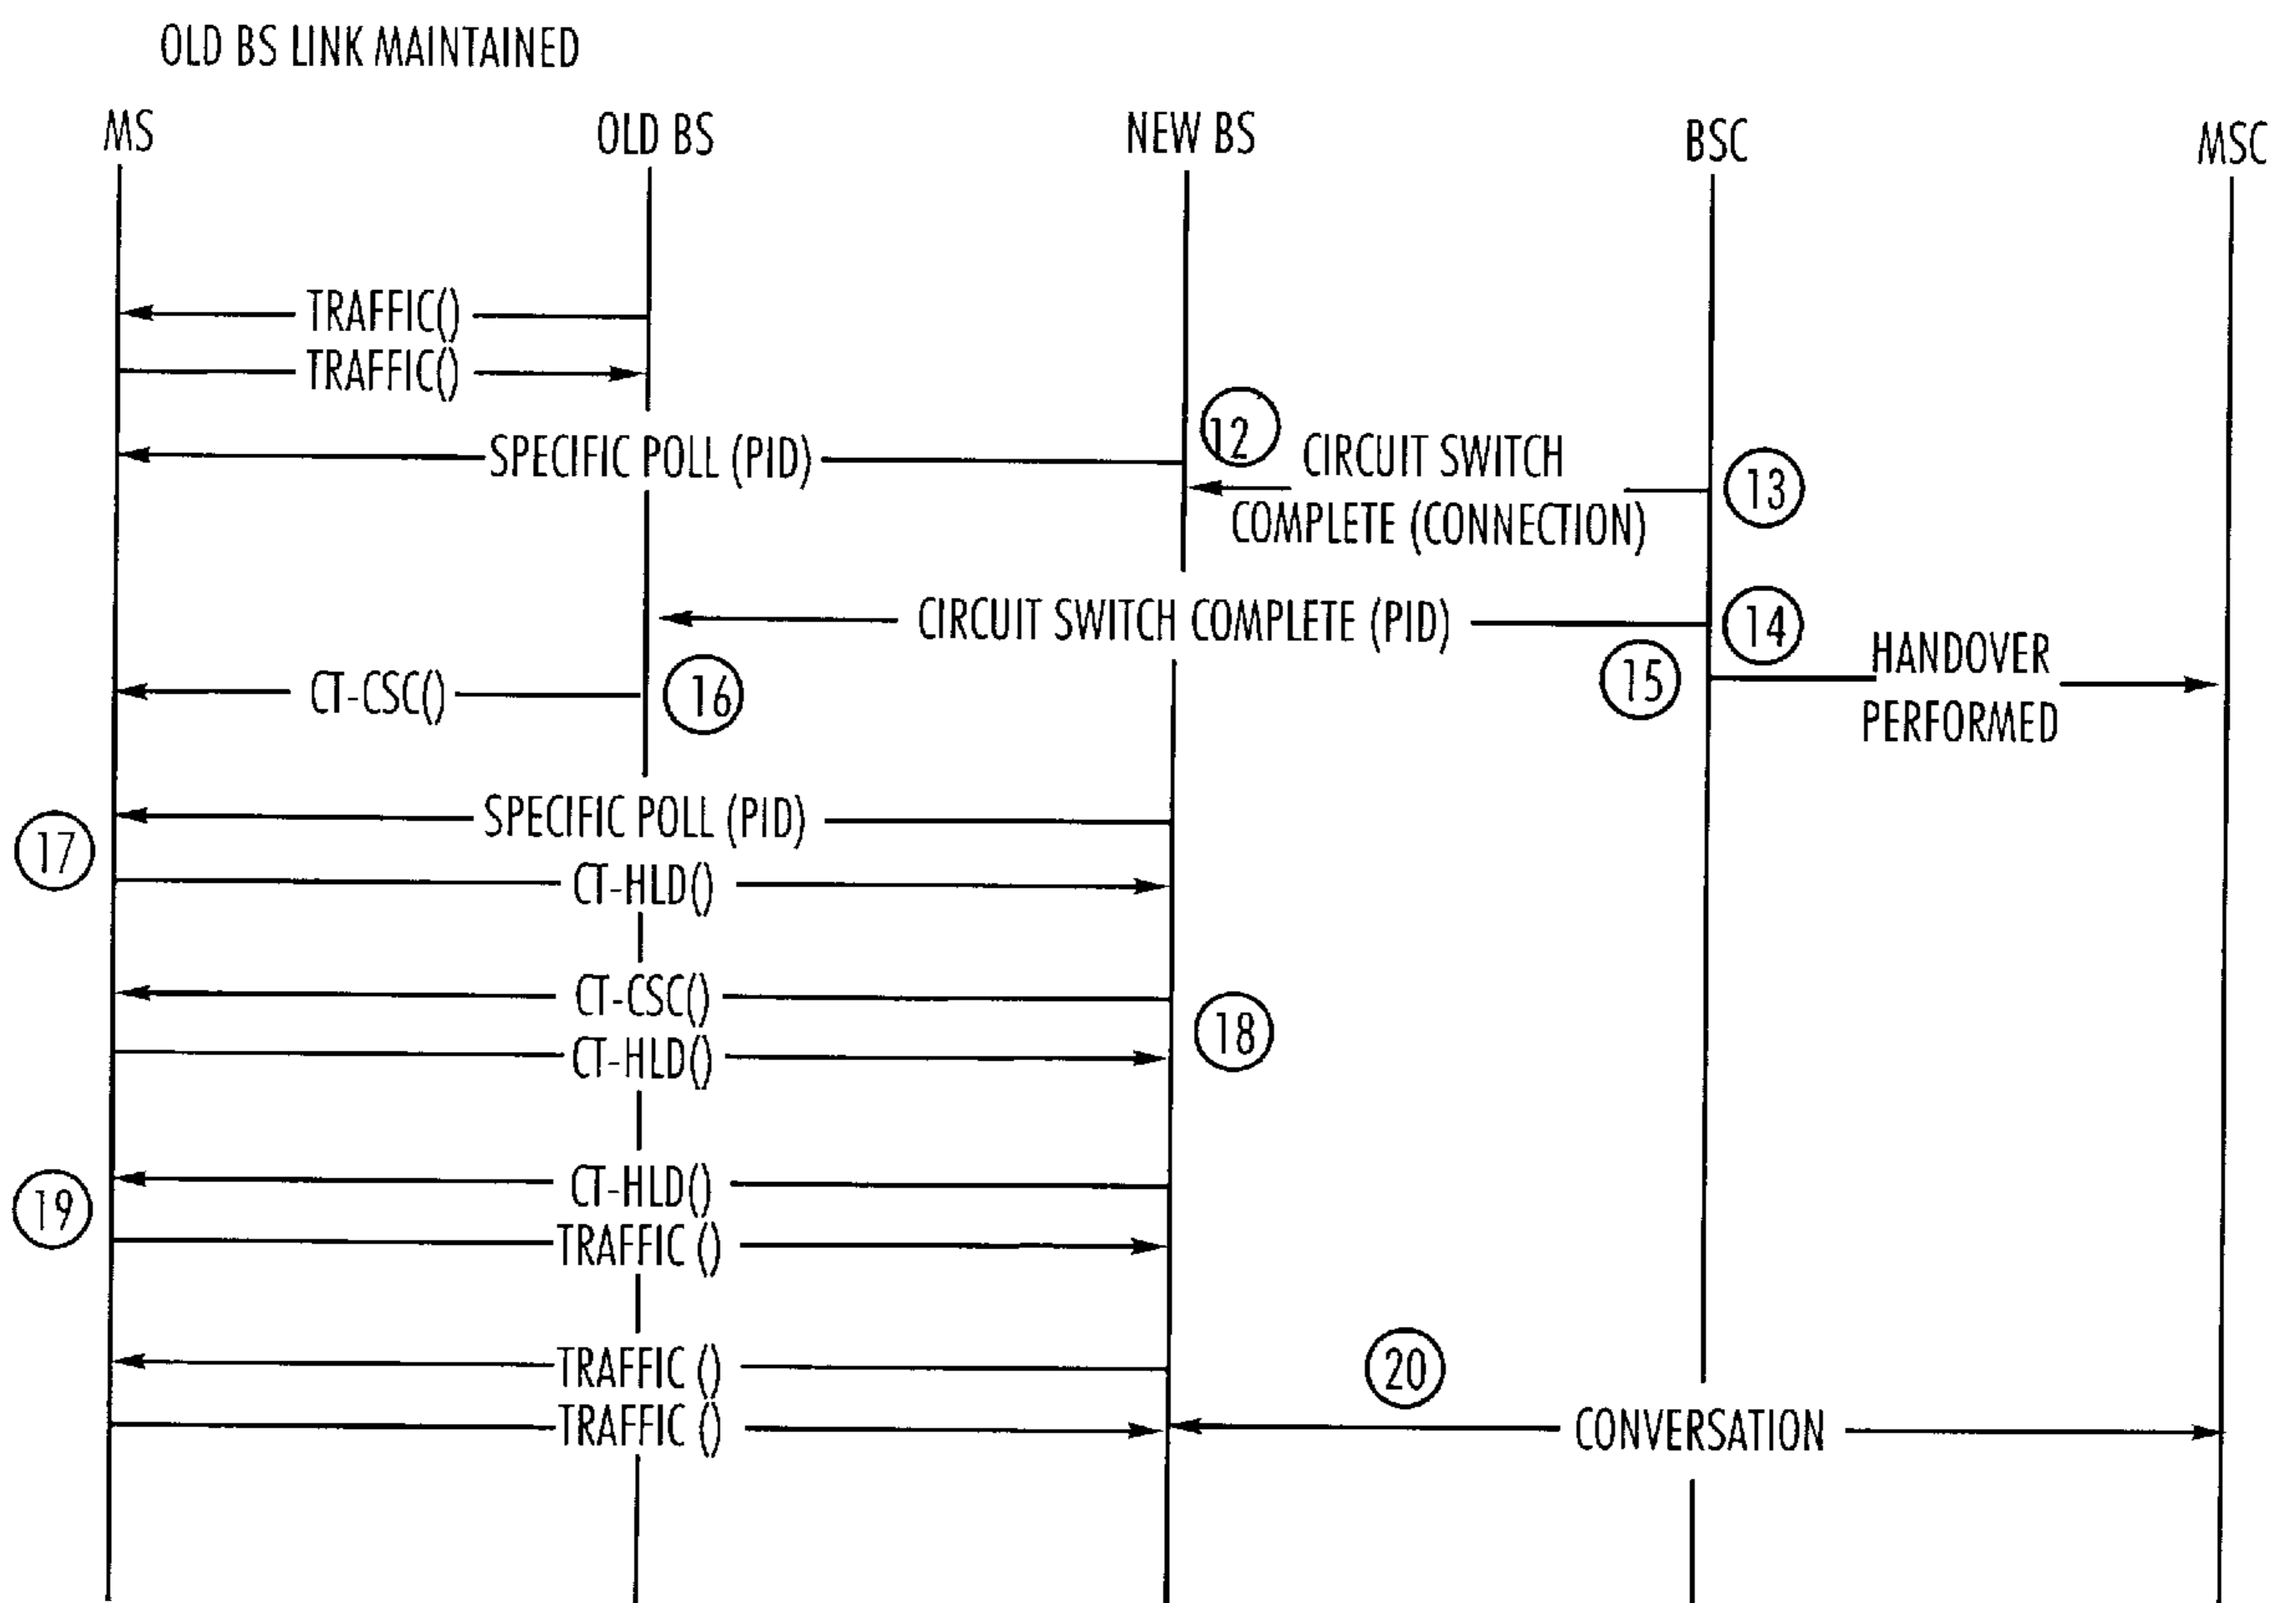 OLD BS LINK MAINTAINED
MS
OLD BS
NEW BS
BSC
MSC
TRAFFIC()
TRAFFIC()
12
SPECIFIC POLL (PID)
CIRCUIT SWITCH
COMPLETE (CONNECTION)
13
CIRCUIT SWITCH COMPLETE (PID)
14
15
HANDOVER
PERFORMED
CT-CSC()
16
SPECIFIC POLL (PID)
17
CT-HLD()
CT-CSC()
18
CT-HLD()
CT-HLD()
19
TRAFFIC ()
TRAFFIC ()
20
TRAFFIC ()
CONVERSATION